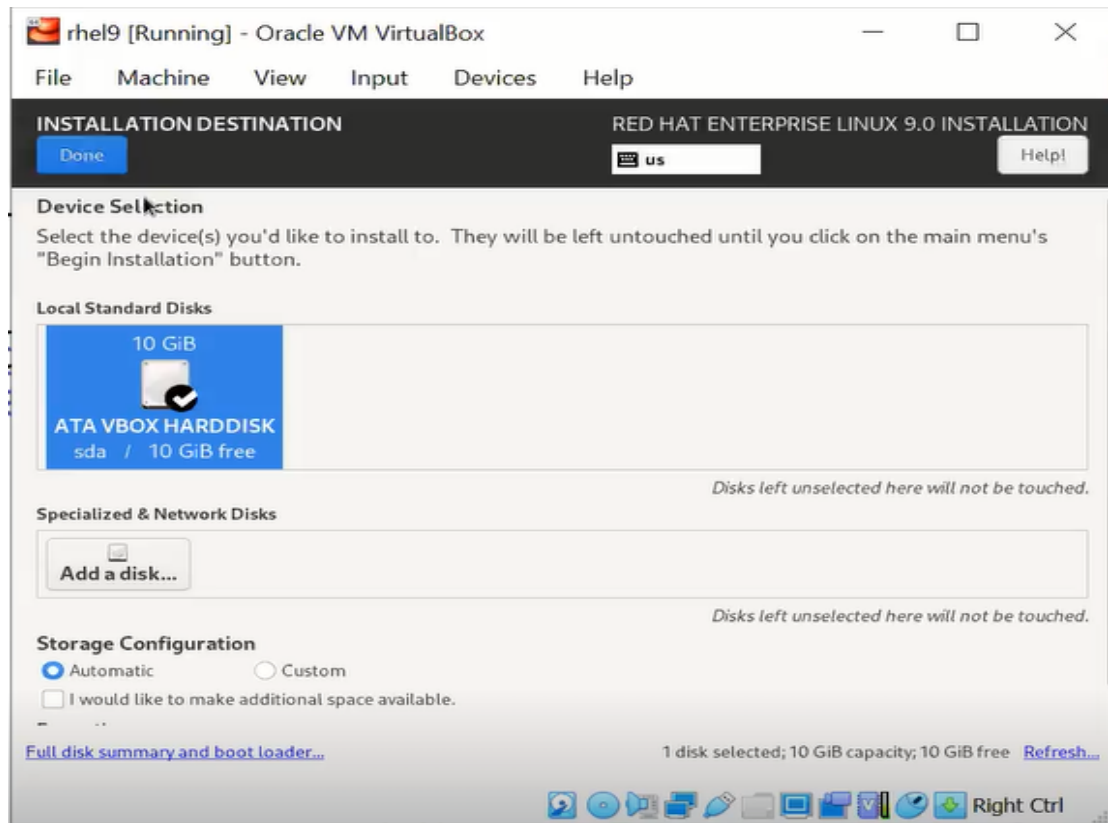 rhel9 [Running] - Oracle VM VirtualBox
File Machine View Input Devices Help
INSTALLATION DESTINATION
RED HAT ENTERPRISE LINUX 9.0 INSTALLATION
Done
us
Help!
Device Selection
Select the device(s) you'd like to install to. They will be left untouched until you click on the main menu's
"Begin Installation" button.
Local Standard Disks
10 GiB
ATA VBOX HARDDISK
sda / 10 GiB free
Disks left unselected here will not be touched.
Specialized & Network Disks
Add a disk...
Disks left unselected here will not be touched.
Storage Configuration
Automatic Custom
I would like to make additional space available.
Full disk summary and boot loader...
1 disk selected; 10 GiB capacity; 10 GiB free Refresh...
Right Ctrl